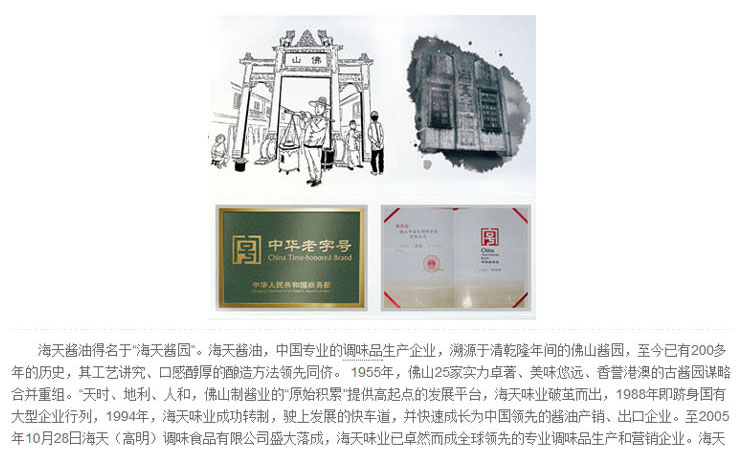 山佛
中华老字号
China Time-honored Brand
中华人民共和国商务部
China
Time-honored
Brand
海天酱油得名于“海天酱园”。海天酱油，中国专业的调味品生产企业，溯源于清乾隆年间的佛山酱园，至今已有200多
年的历史，其工艺讲究、口感醇厚的酿造方法领先同侪。 1955年，佛山25家实力卓著、美味悠远、香誉港澳的古酱园谋略
合并重组。“天时、地利、人和，佛山制酱业的“原始积累”提供高起点的发展平台，海天味业破茧而出，1988年即跻身国有
大型企业行列，1994年，海天味业成功转制，驶上发展的快车道，并快速成长为中国领先的酱油产销、出口企业。至2005
年10月28日海天（高明）调味食品有限公司盛大落成，海天味业已卓然而成全球领先的专业调味品生产和营销企业。海天